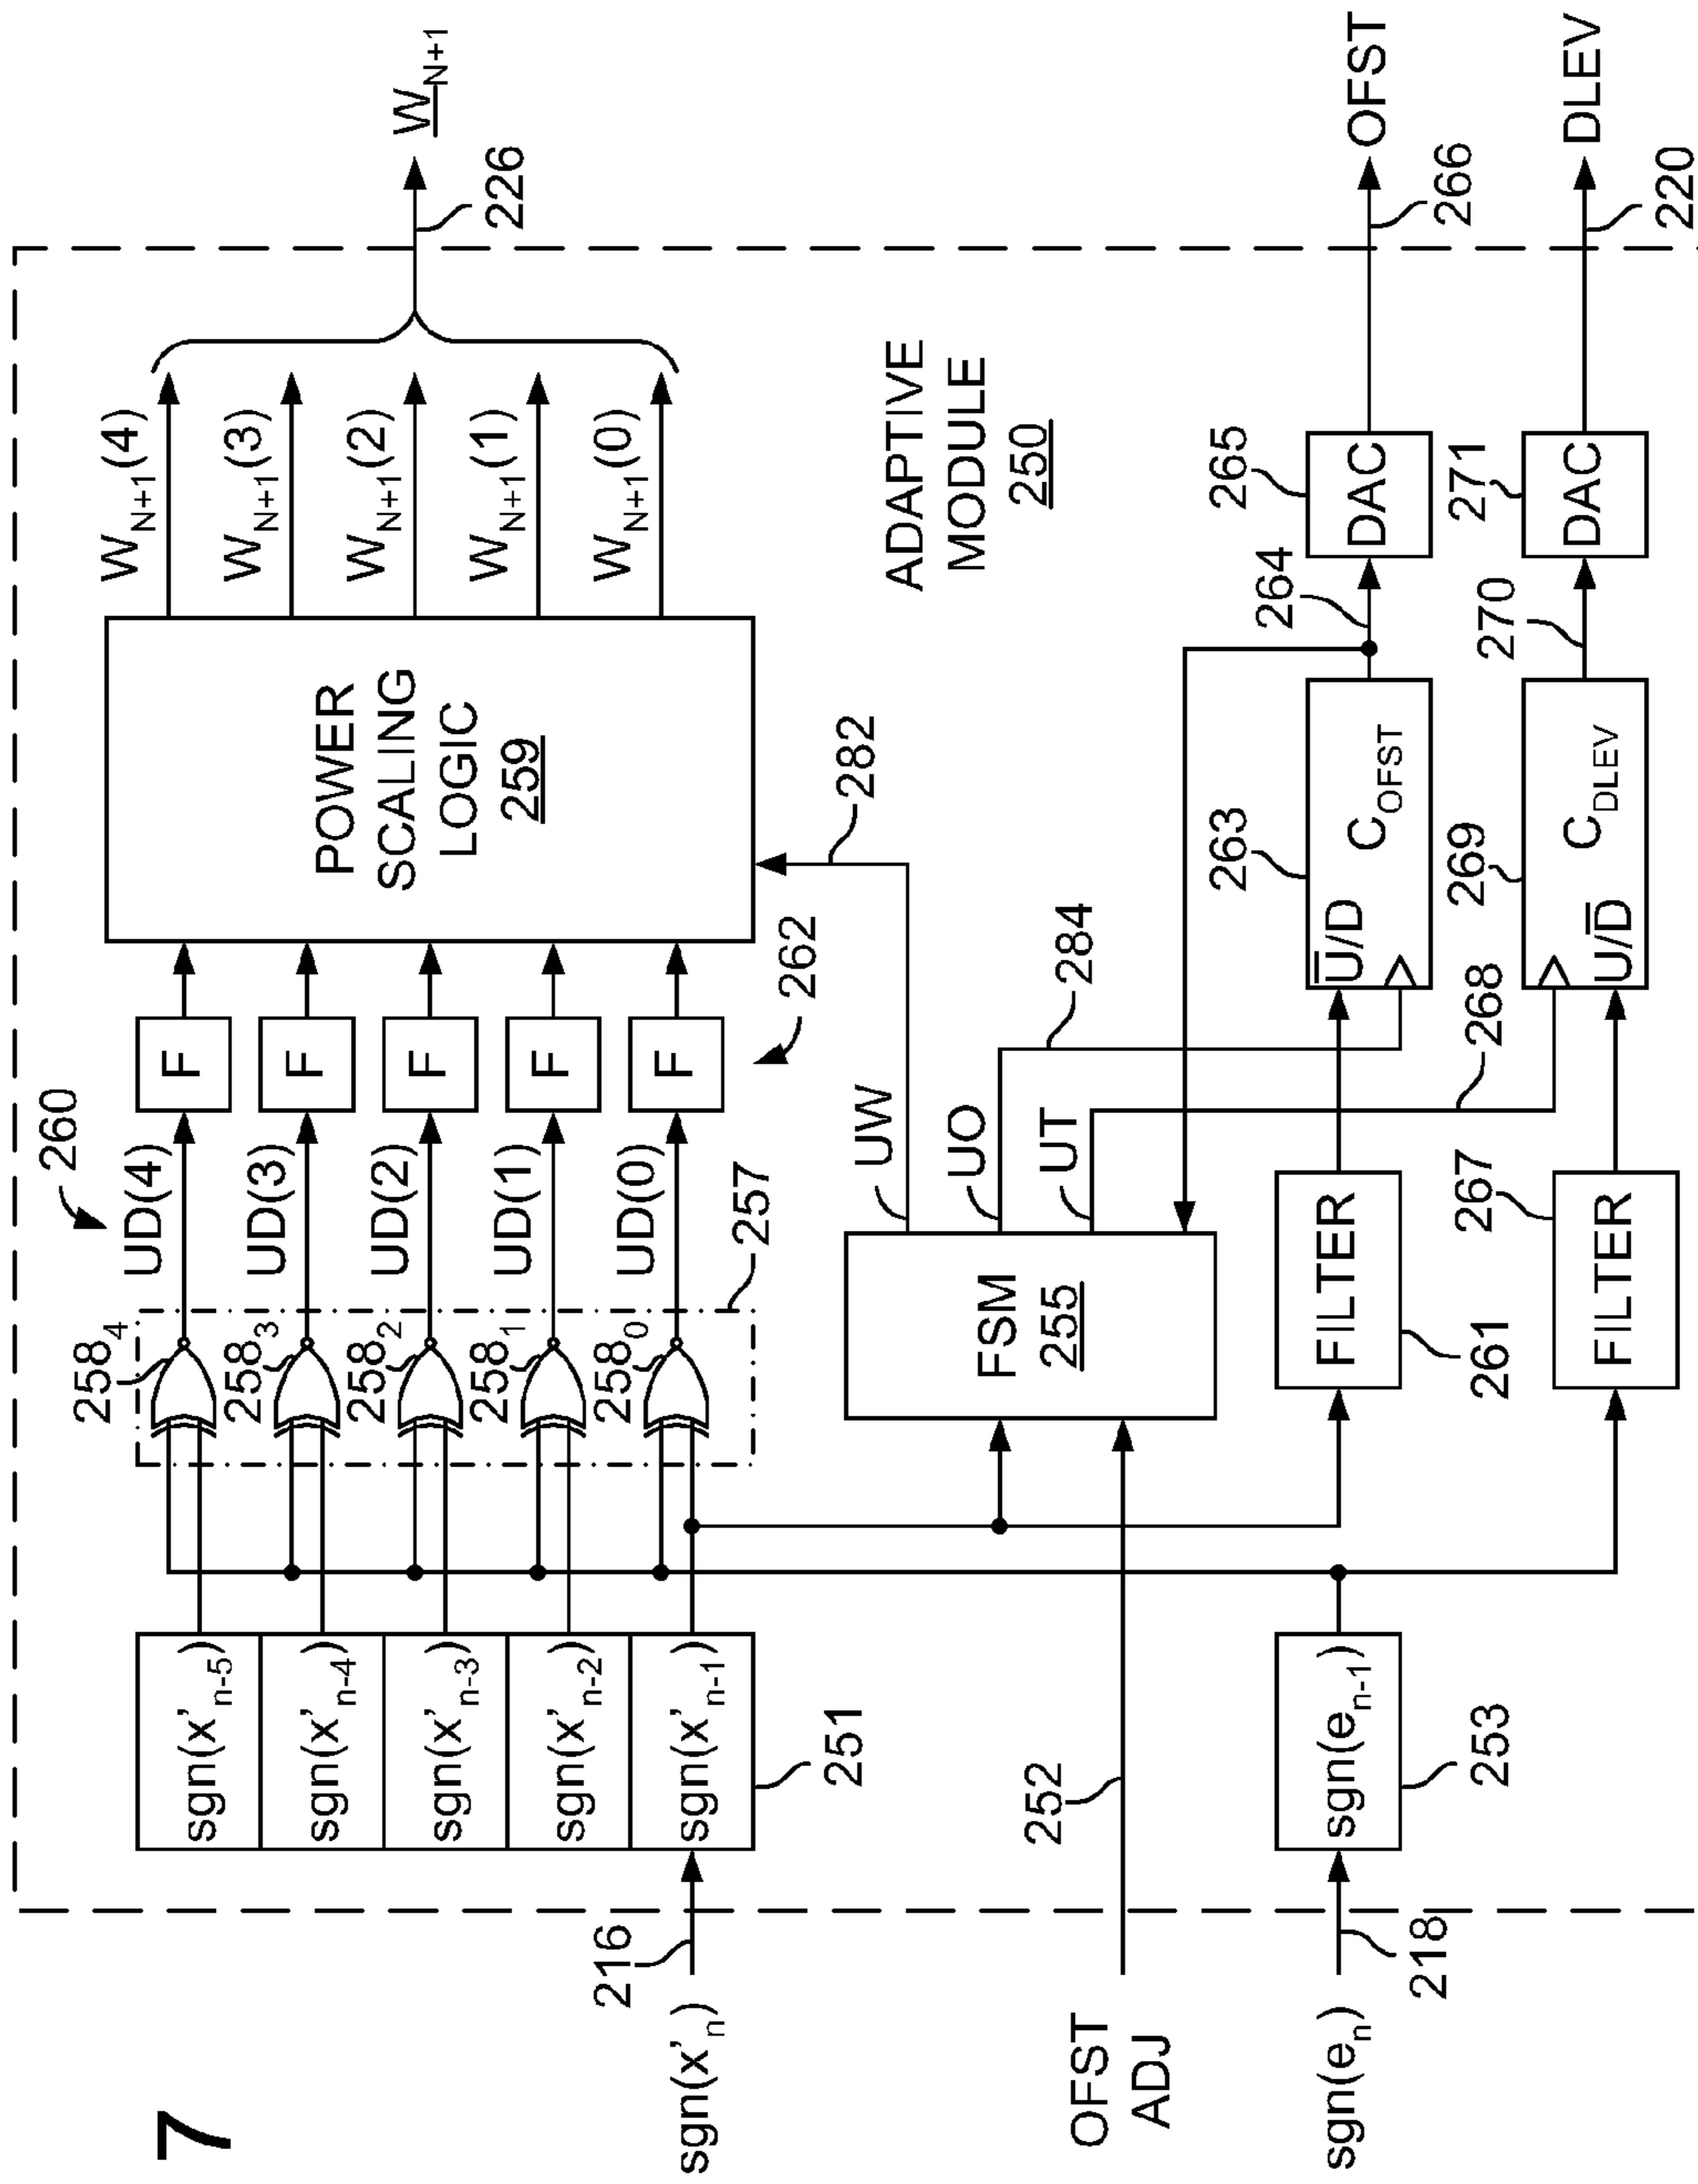 7
sgn(x'n)
216
OFST
ADJ
252
sgn(en)
218
sgn(x'n-5)
sgn(x'n-4)
sgn(x'n-3)
sgn(x'n-2)
sgn(x'n-1)
251
sgn(en-1)
253
2584
2583
2582
2581
2580
257
260
UD(4)
UD(3)
UD(2)
UD(1)
UD(0)
F
F
F
F
F
262
POWER
SCALING
LOGIC
259
WN+1(4)
WN+1(3)
WN+1(2)
WN+1(1)
WN+1(0)
WN+1
226
ADAPTIVE
MODULE
250
FSM
255
UW
UO
UT
282
284
268
FILTER
261
FILTER
267
U̅/D COFST
263
U/D̅ CDLEV
269
264
270
DAC
265
DAC
271
OFST
266
DLEV
220